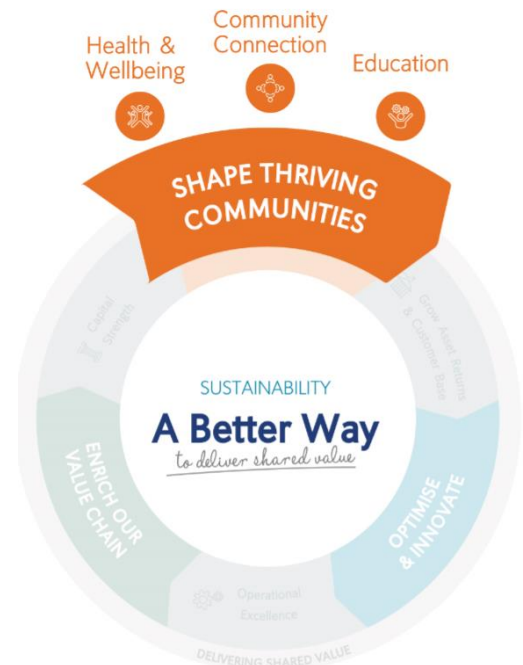 Community
Connection
Health &
Wellbeing
Education
SHAPE THRIVING
COMMUNITIES
Capital
Strength
Grow Asset Returns
& Customer Base
SUSTAINABILITY
A Better Way
to deliver shared value
ENRICH OUR
VALUE CHAIN
OPTIMISE
& INNOVATE
Operational
Excellence
DELIVERING SHARED VALUE